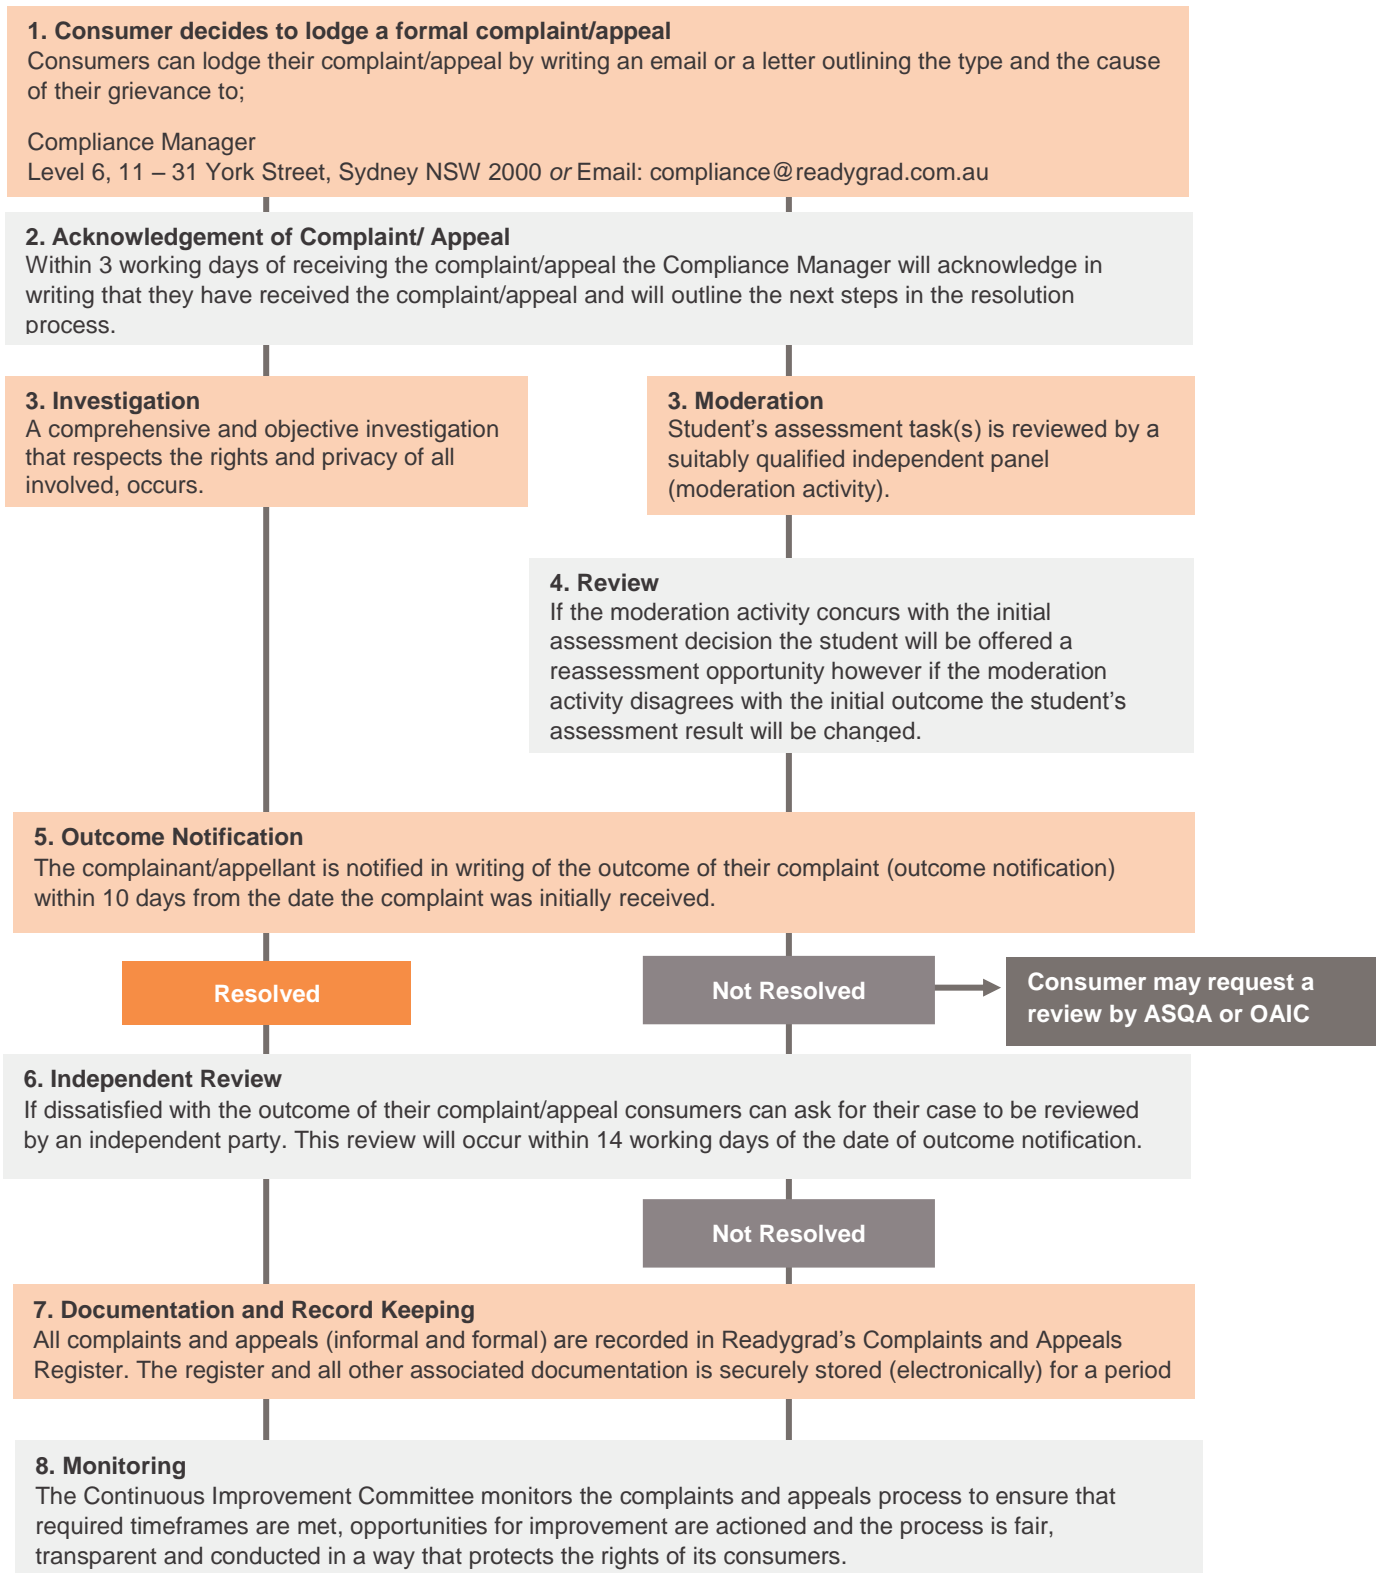 1. Consumer decides to lodge a formal complaint/appeal
Consumers can lodge their complaint/appeal by writing an email or a letter outlining the type and the cause
of their grievance to;
Compliance Manager
Level 6, 11 – 31 York Street, Sydney NSW 2000 or Email: compliance@readygrad.com.au
2. Acknowledgement of Complaint/ Appeal
Within 3 working days of receiving the complaint/appeal the Compliance Manager will acknowledge in
writing that they have received the complaint/appeal and will outline the next steps in the resolution
process.
3. Investigation
A comprehensive and objective investigation
that respects the rights and privacy of all
involved, occurs.
3. Moderation
Student’s assessment task(s) is reviewed by a
suitably qualified independent panel
(moderation activity).
4. Review
If the moderation activity concurs with the initial
assessment decision the student will be offered a
reassessment opportunity however if the moderation
activity disagrees with the initial outcome the student’s
assessment result will be changed.
5. Outcome Notification
The complainant/appellant is notified in writing of the outcome of their complaint (outcome notification)
within 10 days from the date the complaint was initially received.
Resolved
Not Resolved
Consumer may request a
review by ASQA or OAIC
6. Independent Review
If dissatisfied with the outcome of their complaint/appeal consumers can ask for their case to be reviewed
by an independent party. This review will occur within 14 working days of the date of outcome notification.
Not Resolved
7. Documentation and Record Keeping
All complaints and appeals (informal and formal) are recorded in Readygrad’s Complaints and Appeals
Register. The register and all other associated documentation is securely stored (electronically) for a period
8. Monitoring
The Continuous Improvement Committee monitors the complaints and appeals process to ensure that
required timeframes are met, opportunities for improvement are actioned and the process is fair,
transparent and conducted in a way that protects the rights of its consumers.